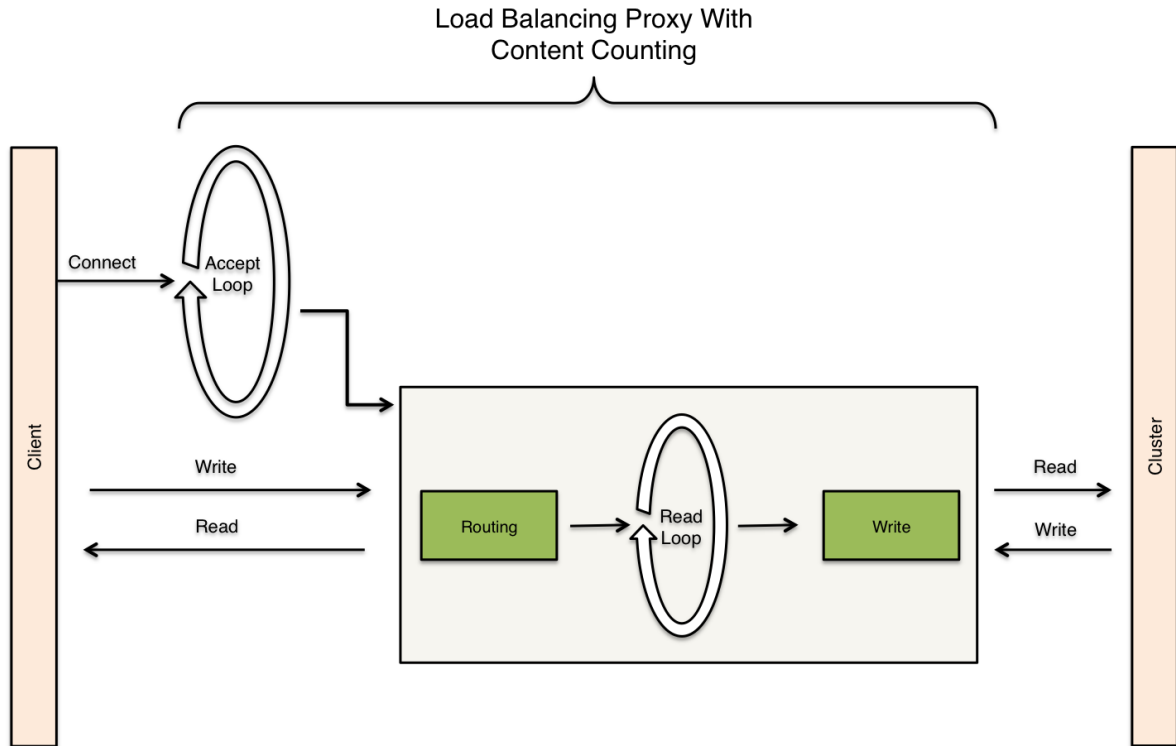 Load Balancing Proxy With
Content Counting
Connect
Accept
Loop
Client
Cluster
Write
Read
Routing
Read
Loop
Write
Read
Write